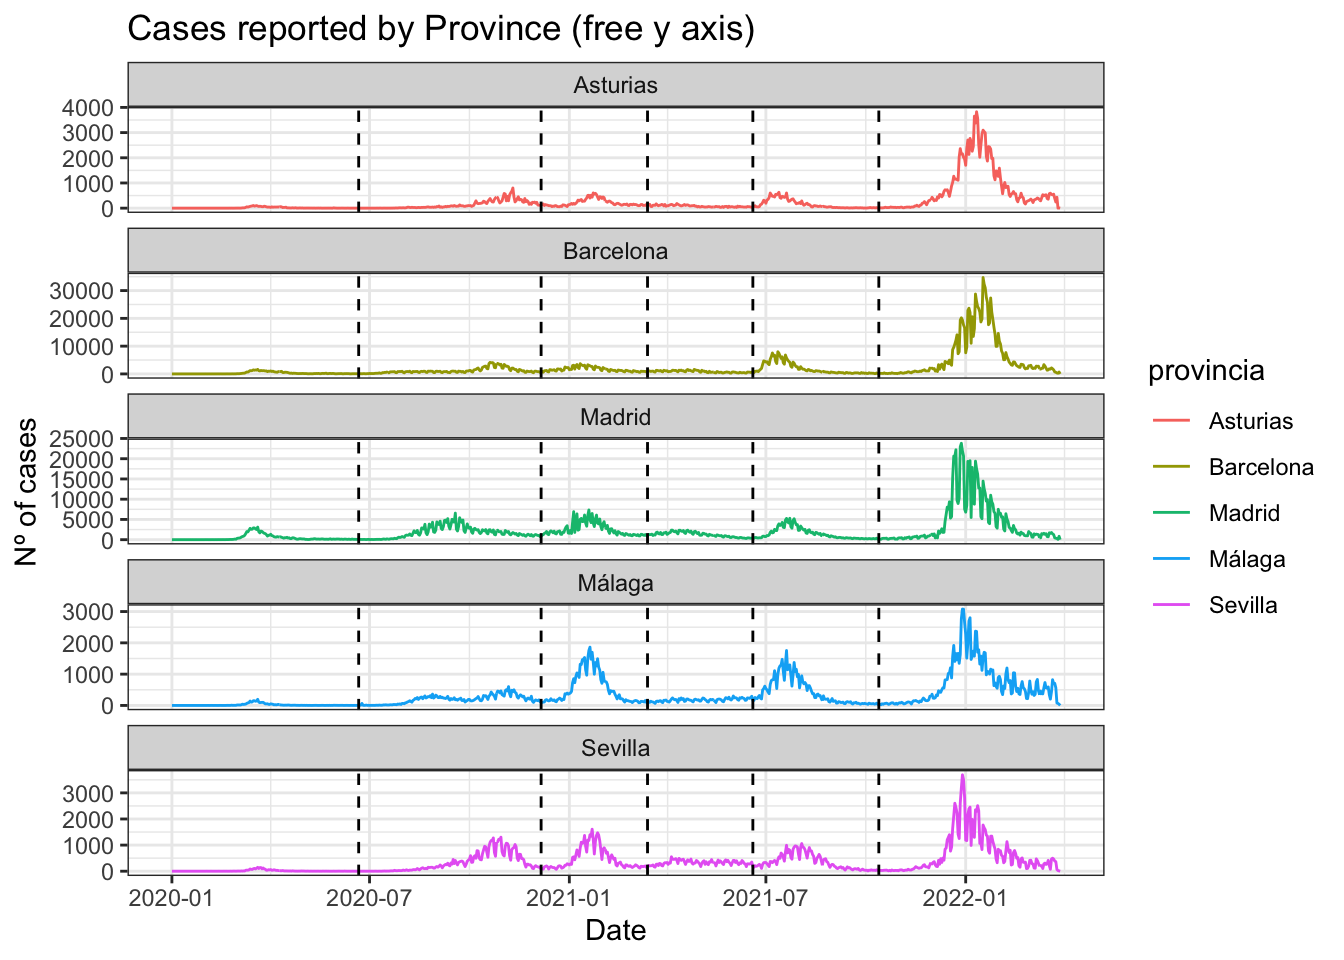 Cases reported by Province (free y axis)
Asturias
4000
3000
2000
1000
0
Barcelona
30000
20000
10000
0
Madrid
25000
20000
15000
10000
5000
0
Málaga
3000
2000
1000
0
Sevilla
3000
2000
1000
0
2020-01 2020-07 2021-01 2021-07 2022-01
Date
Nº of cases
provincia
Asturias
Barcelona
Madrid
Málaga
Sevilla